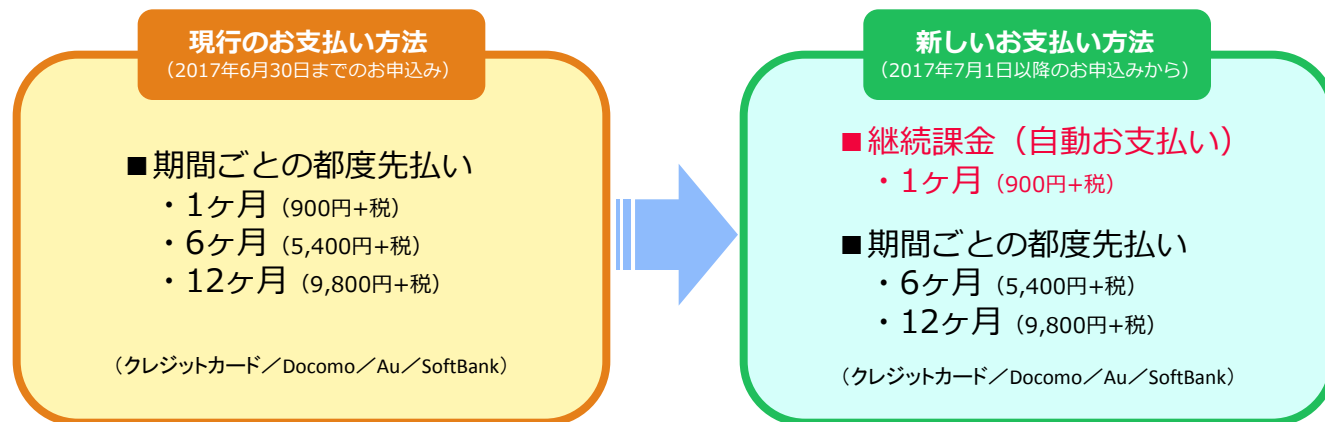 現行のお支払い方法
（2017年6月30日までのお申込み）
■期間ごとの都度先払い
・1ヶ月（900円+税）
・6ヶ月（5,400円+税）
・12ヶ月（9,800円+税）
（クレジットカード／Docomo／Au／SoftBank）
新しいお支払い方法
（2017年7月1日以降のお申込みから）
■継続課金（自動お支払い）
・1ヶ月（900円+税）
■期間ごとの都度先払い
・6ヶ月（5,400円+税）
・12ヶ月（9,800円+税）
（クレジットカード／Docomo／Au／SoftBank）